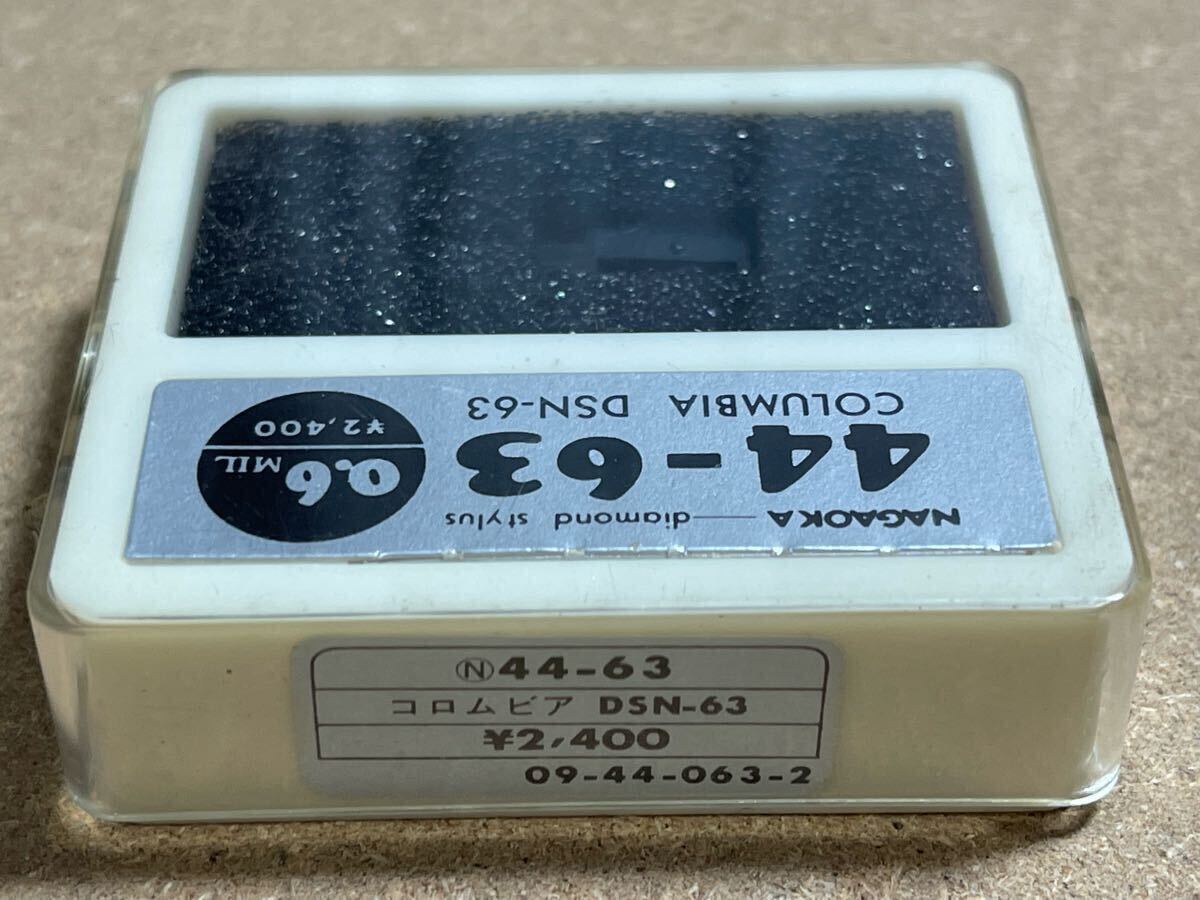 NAGAOKA — diamond stylus
44-63
COLUMBIA DSN-63
0.6 MIL
¥2,400
Ⓝ44-63
コロムビア DSN-63
¥2,400
09-44-063-2